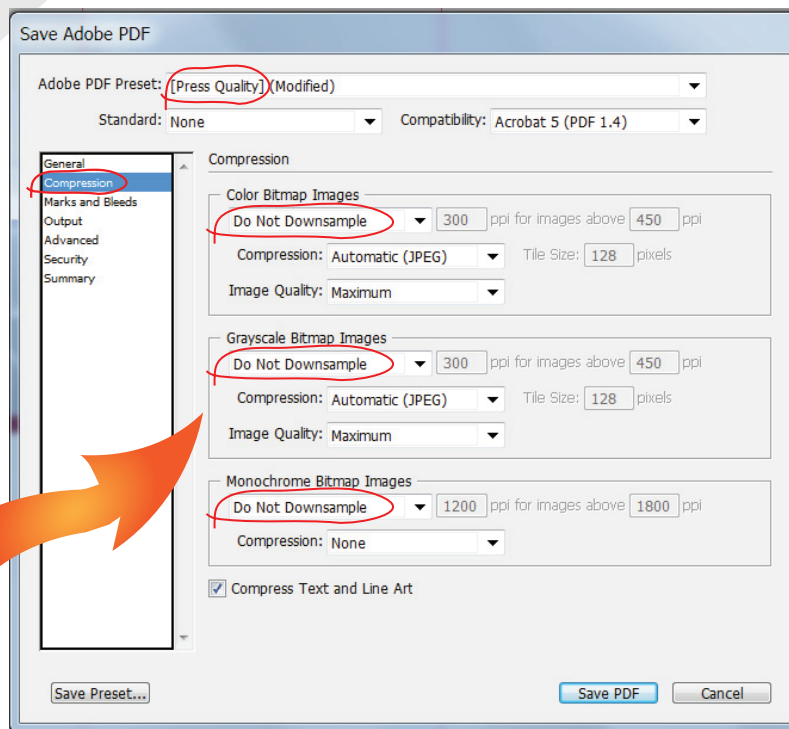 Save Adobe PDF
Adobe PDF Preset: [Press Quality] (Modified)
Standard: None Compatibility: Acrobat 5 (PDF 1.4)
General
Compression
Marks and Bleeds
Output
Advanced
Security
Summary
Compression
Color Bitmap Images
Do Not Downsample 300 ppi for images above 450 ppi
Compression: Automatic (JPEG) Tile Size: 128 pixels
Image Quality: Maximum
Grayscale Bitmap Images
Do Not Downsample 300 ppi for images above 450 ppi
Compression: Automatic (JPEG) Tile Size: 128 pixels
Image Quality: Maximum
Monochrome Bitmap Images
Do Not Downsample 1200 ppi for images above 1800 ppi
Compression: None
Compress Text and Line Art
Save Preset... Save PDF Cancel